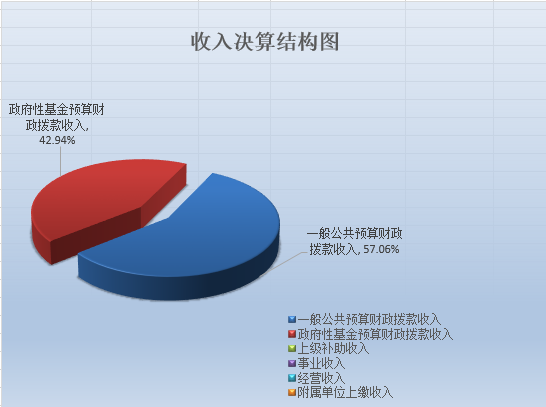 收入决算结构图
政府性基金预算财
政拨款收入,
42.94%
一般公共预算财政
拨款收入, 57.06%
一般公共预算财政拨款收入
政府性基金预算财政拨款收入
上级补助收入
事业收入
经营收入
附属单位上缴收入